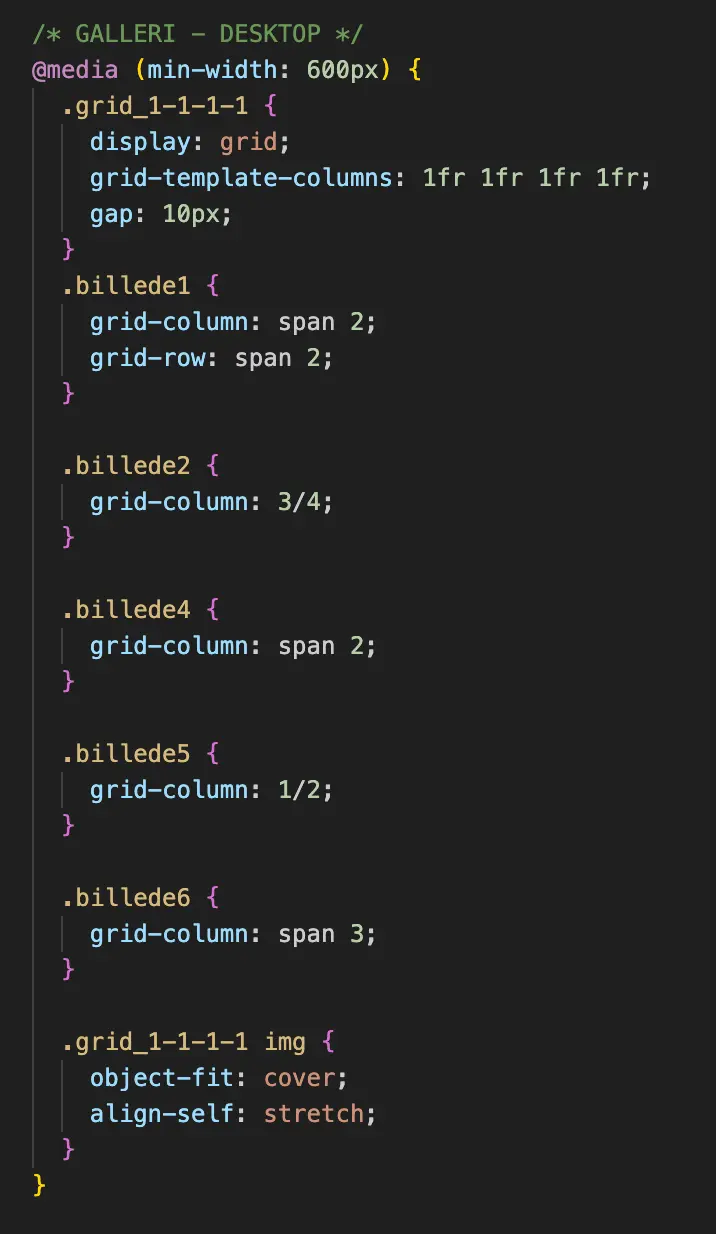 /* GALLERI - DESKTOP */
@media (min-width: 600px) {
  .grid_1-1-1-1 {
    display: grid;
    grid-template-columns: 1fr 1fr 1fr 1fr;
    gap: 10px;
  }
  .billede1 {
    grid-column: span 2;
    grid-row: span 2;
  }

  .billede2 {
    grid-column: 3/4;
  }

  .billede4 {
    grid-column: span 2;
  }

  .billede5 {
    grid-column: 1/2;
  }

  .billede6 {
    grid-column: span 3;
  }

  .grid_1-1-1-1 img {
    object-fit: cover;
    align-self: stretch;
  }
}